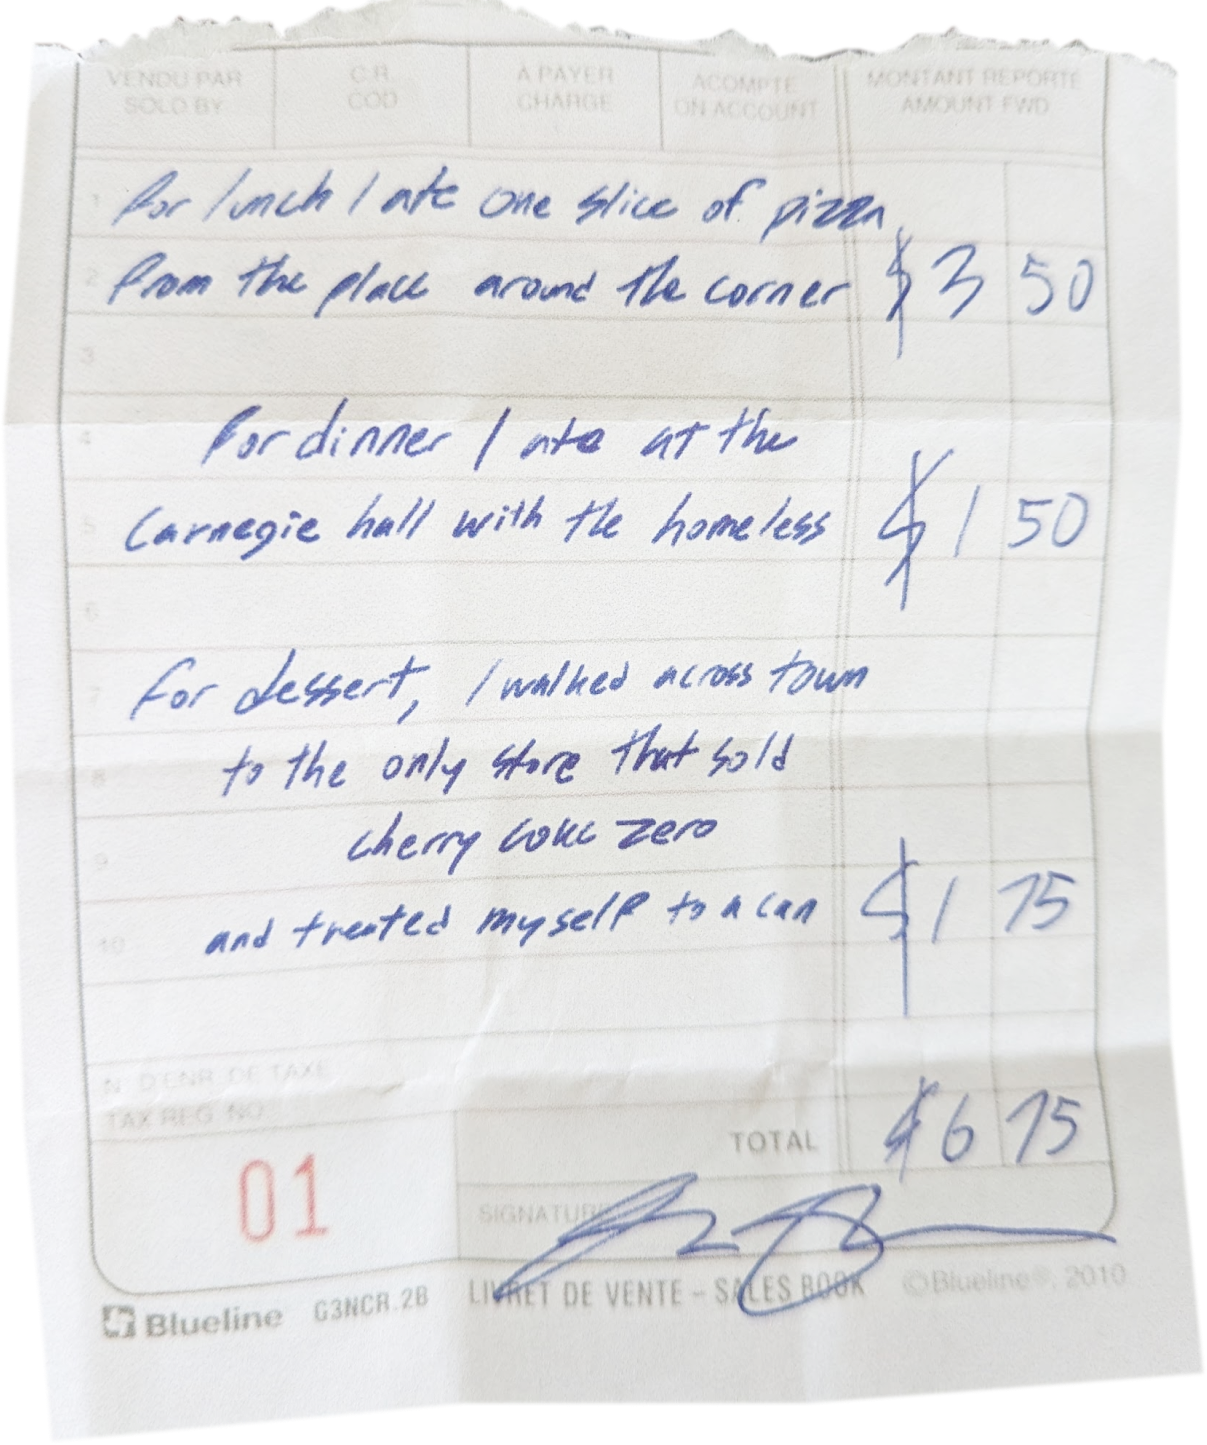 VENDU PAR
SOLD BY
C.R.
COD
À PAYER
CHARGE
ACOMPTE
ON ACCOUNT
MONTANT REPORTÉ
AMOUNT FWD
1
For lunch I ate one slice of pizza
2
from the place around the corner $3 50
3
4
For dinner I ate at the
5
Carnegie hall with the homeless $1 50
6
7
For dessert, I walked across town
8
to the only store that sold
9
cherry coke zero
10
and treated myself to a can $1 75
N° D'ENR. DE TAXE
TAX REG. NO.
TOTAL $6 75
01
SIGNATURE
Blueline G3NCR.2B LIVRET DE VENTE – SALES BOOK ©Blueline®, 2010